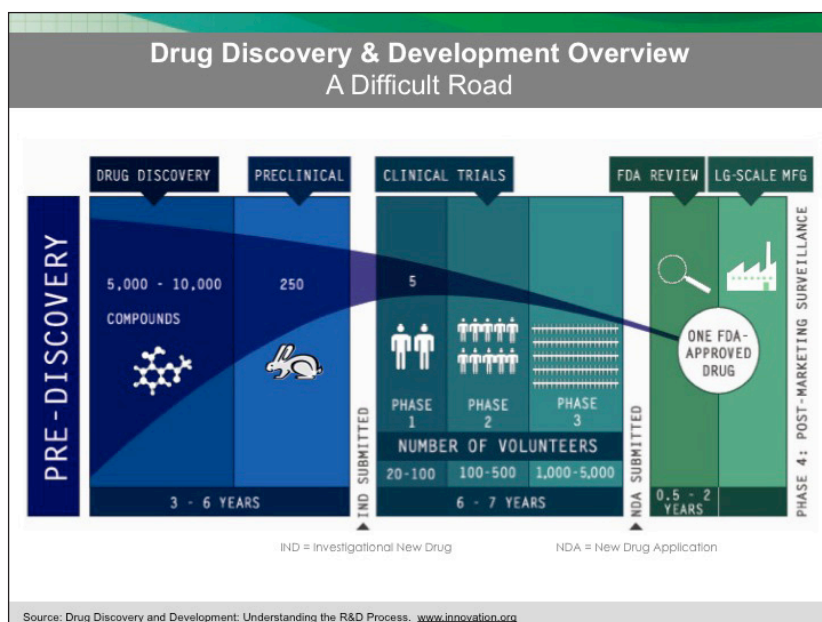 Drug Discovery & Development Overview
A Difficult Road
PRE-DISCOVERY
DRUG DISCOVERY
PRECLINICAL
CLINICAL TRIALS
FDA REVIEW
LG-SCALE MFG
5,000 - 10,000
COMPOUNDS
250
5
ONE FDA-
APPROVED
DRUG
PHASE
1
PHASE
2
PHASE
3
NUMBER OF VOLUNTEERS
20-100
100-500
1,000-5,000
3 - 6 YEARS
IND SUBMITTED
6 - 7 YEARS
NDA SUBMITTED
0.5 - 2
YEARS
PHASE 4: POST-MARKETING SURVEILLANCE
IND = Investigational New Drug
NDA = New Drug Application
Source: Drug Discovery and Development: Understanding the R&D Process. www.innovation.org